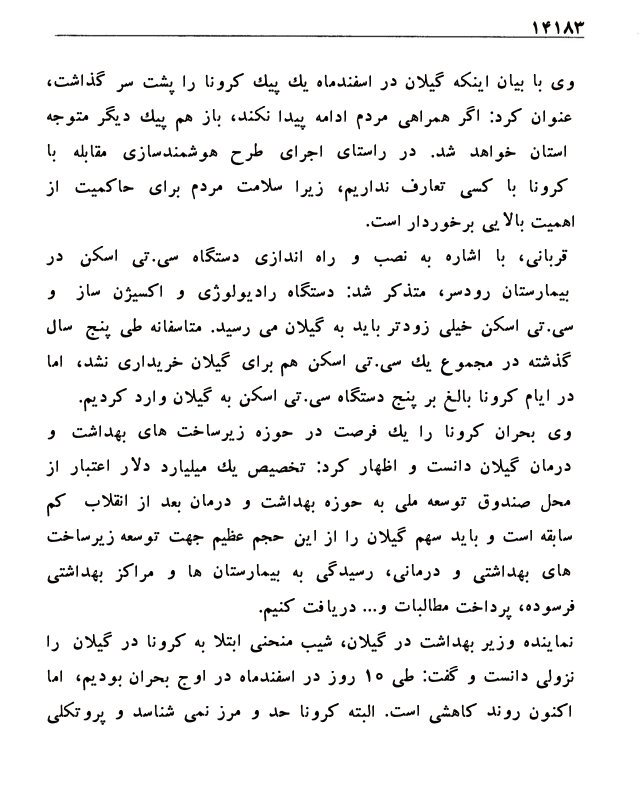 ۱۴۱۸۳
وی با بیان اینکه گیلان در اسفندماه یك پیك کرونا را پشت سر گذاشت،
عنوان کرد: اگر همراهی مردم ادامه پیدا نکند، باز هم پیك دیگر متوجه
استان خواهد شد. در راستای اجرای طرح هوشمندسازی مقابله با
کرونا با کسی تعارف نداریم، زیرا سلامت مردم برای حاکمیت از
اهمیت بالایی برخوردار است.
قربانی، با اشاره به نصب و راه اندازی دستگاه سی.تی اسکن در
بیمارستان رودسر، متذکر شد: دستگاه رادیولوژی و اکسیژن ساز و
سی.تی اسکن خیلی زودتر باید به گیلان می رسید. متاسفانه طی پنج سال
گذشته در مجموع یك سی.تی اسکن هم برای گیلان خریداری نشد، اما
در ایام کرونا بالغ بر پنج دستگاه سی.تی اسکن به گیلان وارد کردیم.
وی بحران کرونا را یك فرصت در حوزه زیرساخت های بهداشت و
درمان گیلان دانست و اظهار کرد: تخصیص یك میلیارد دلار اعتبار از
محل صندوق توسعه ملی به حوزه بهداشت و درمان بعد از انقلاب کم
سابقه است و باید سهم گیلان را از این حجم عظیم جهت توسعه زیرساخت
های بهداشتی و درمانی، رسیدگی به بیمارستان ها و مراکز بهداشتی
فرسوده، پرداخت مطالبات و... دریافت کنیم.
نماینده وزیر بهداشت در گیلان، شیب منحنی ابتلا به کرونا در گیلان را
نزولی دانست و گفت: طی ۱۵ روز در اسفندماه در اوج بحران بودیم، اما
اکنون روند کاهشی است. البته کرونا حد و مرز نمی شناسد و پروتکلی